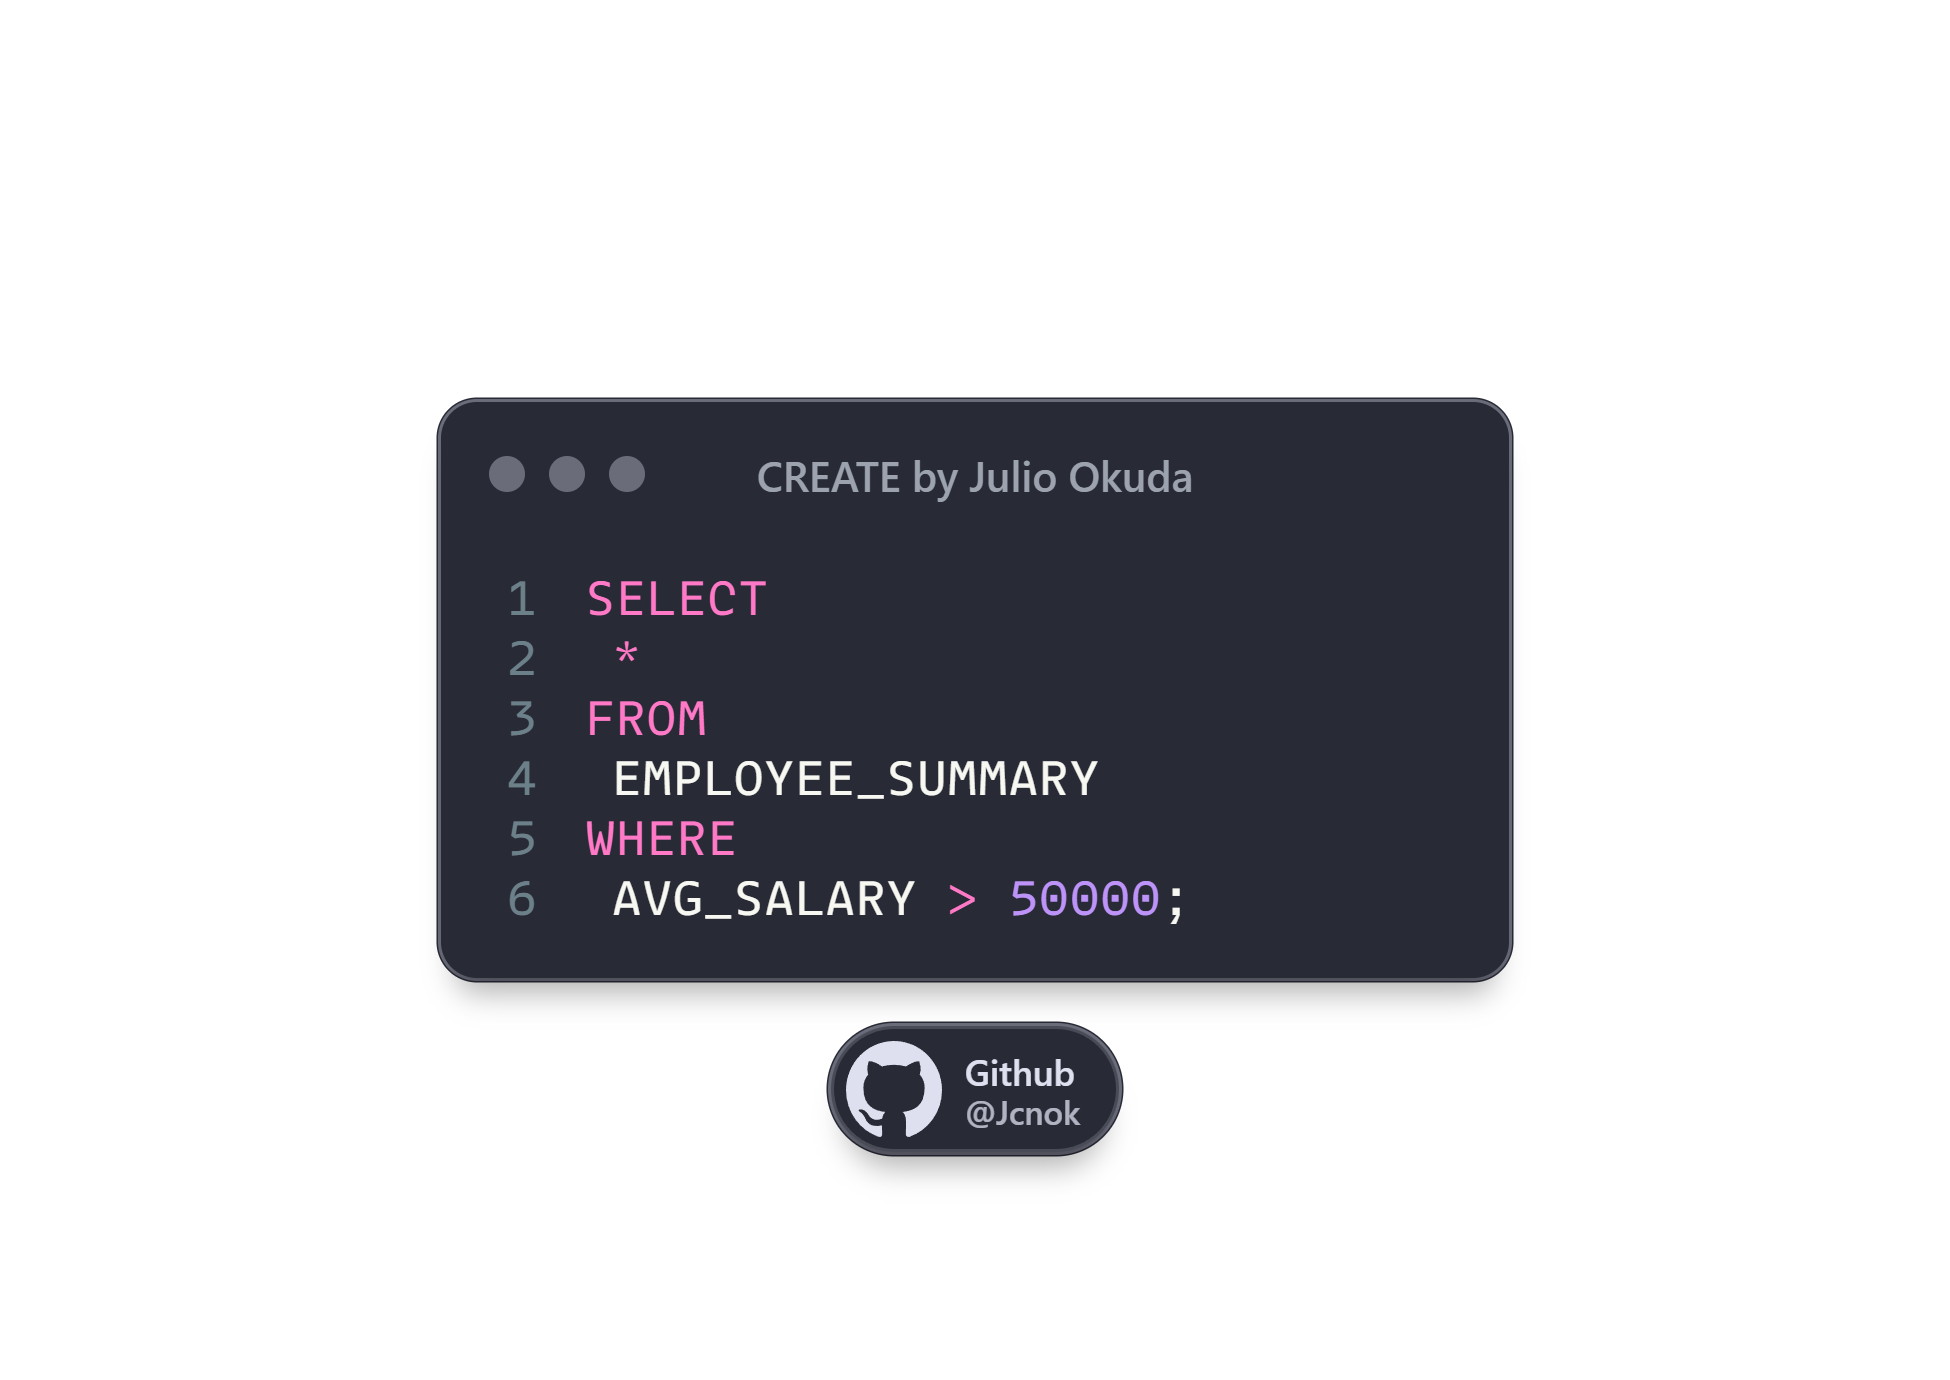 CREATE by Julio Okuda
1 SELECT
2  *
3 FROM
4  EMPLOYEE_SUMMARY
5 WHERE
6  AVG_SALARY > 50000;
Github
@Jcnok